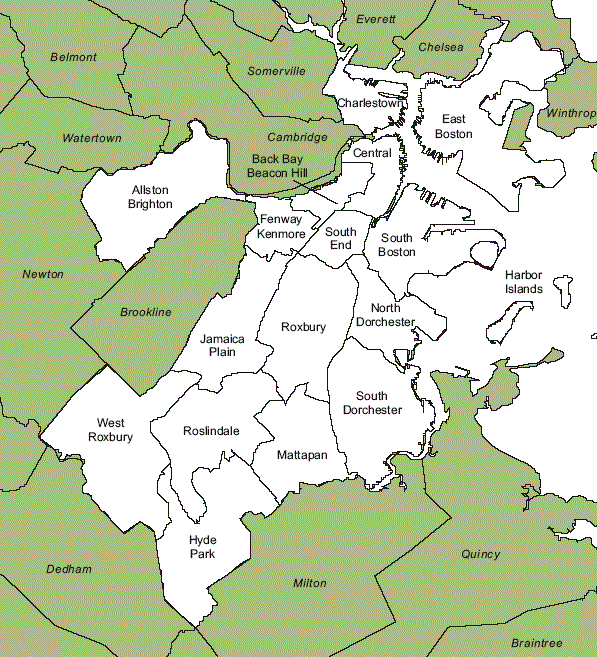 Everett
Chelsea
Belmont
Somerville
Charlestown
Winthrop
East
Boston
Watertown
Cambridge
Central
Back Bay
Beacon Hill
Allston
Brighton
Fenway
Kenmore
South
End
South
Boston
Newton
Harbor
Islands
Brookline
North
Dorchester
Roxbury
Jamaica
Plain
South
Dorchester
West
Roxbury
Roslindale
Mattapan
Hyde
Park
Quincy
Dedham
Milton
Braintree